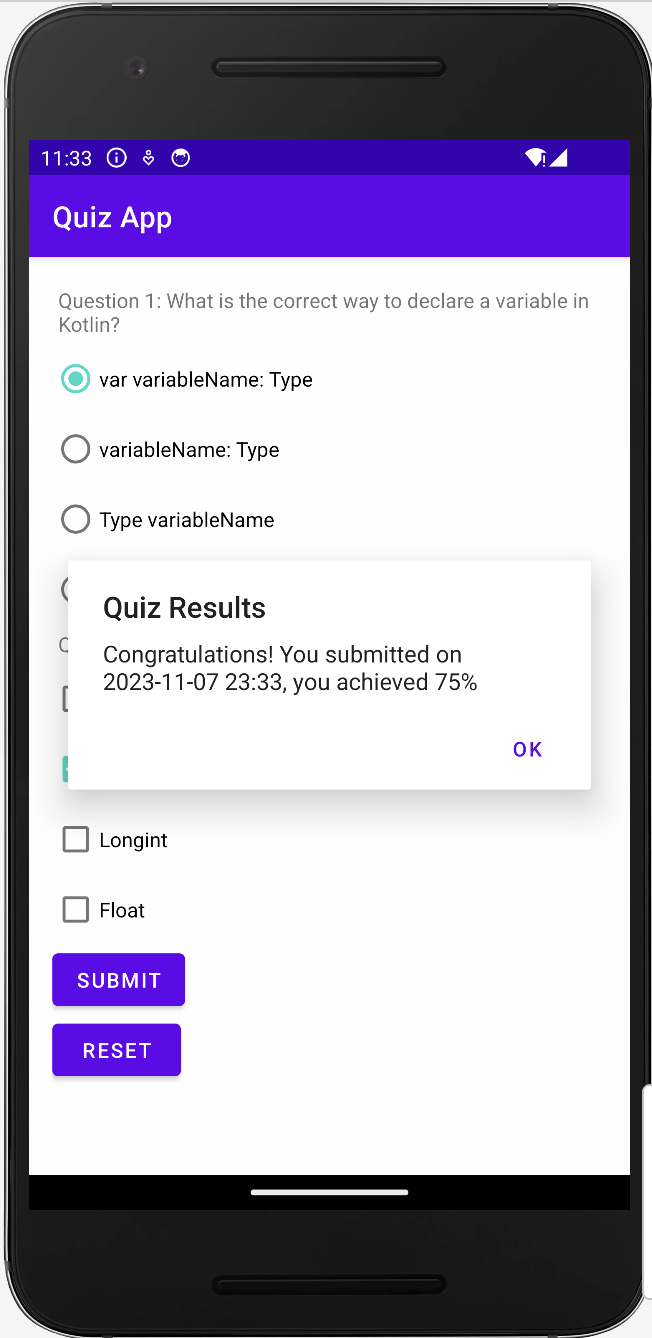 11:33
Quiz App
Question 1: What is the correct way to declare a variable in
Kotlin?
var variableName: Type
variableName: Type
Type variableName
Quiz Results
Congratulations! You submitted on
2023-11-07 23:33, you achieved 75%
OK
Longint
Float
SUBMIT
RESET